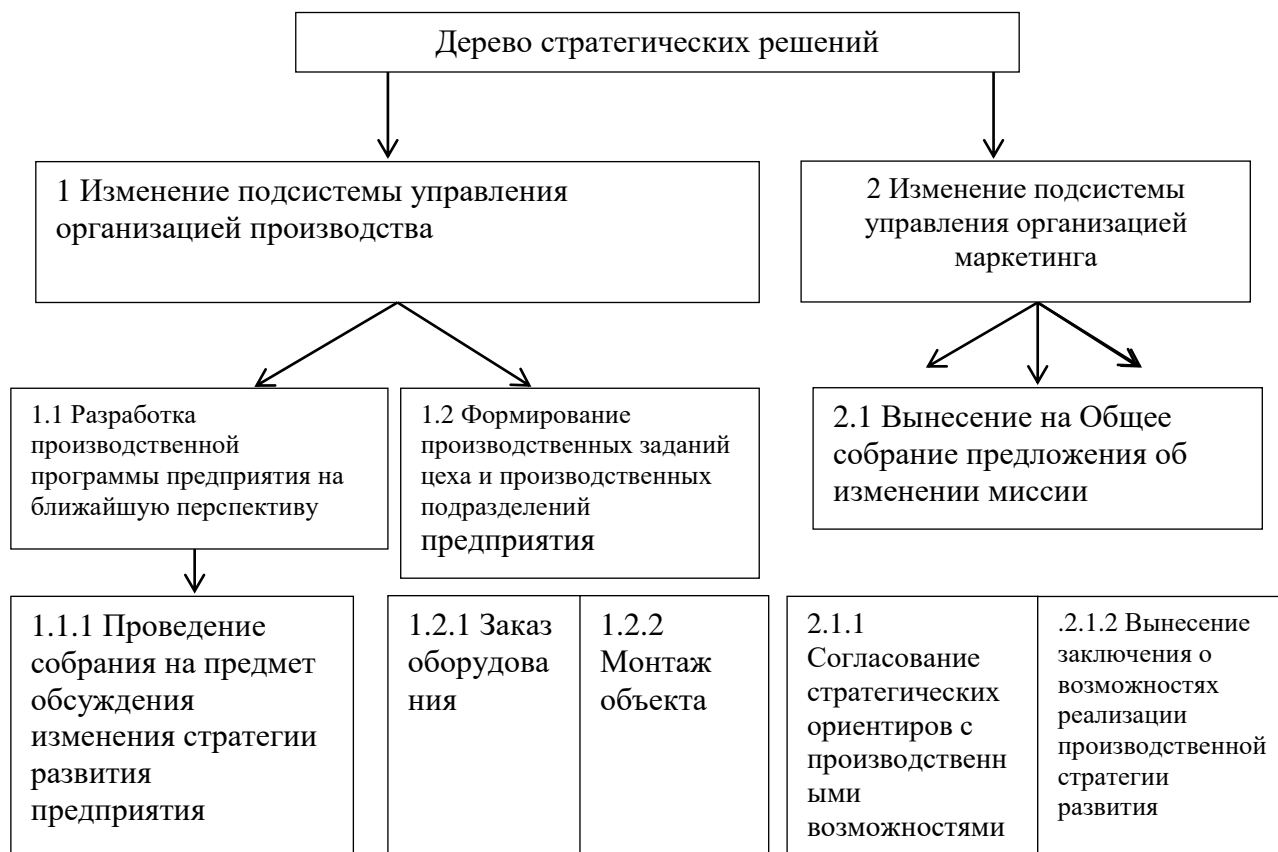 Дерево стратегических решений
1 Изменение подсистемы управления
организацией производства
2 Изменение подсистемы
управления организацией
маркетинга
1.1 Разработка
производственной
программы предприятия на
ближайшую перспективу
1.2 Формирование
производственных заданий
цеха и производственных
подразделений
предприятия
2.1 Вынесение на Общее
собрание предложения об
изменении миссии
1.1.1 Проведение
собрания на предмет
обсуждения
изменения стратегии
развития
предприятия
1.2.1 Заказ
оборудова
ния
1.2.2
Монтаж
объекта
2.1.1
Согласование
стратегических
ориентиров с
производственн
ыми
возможностями
.2.1.2 Вынесение
заключения о
возможностях
реализации
производственной
стратегии
развития